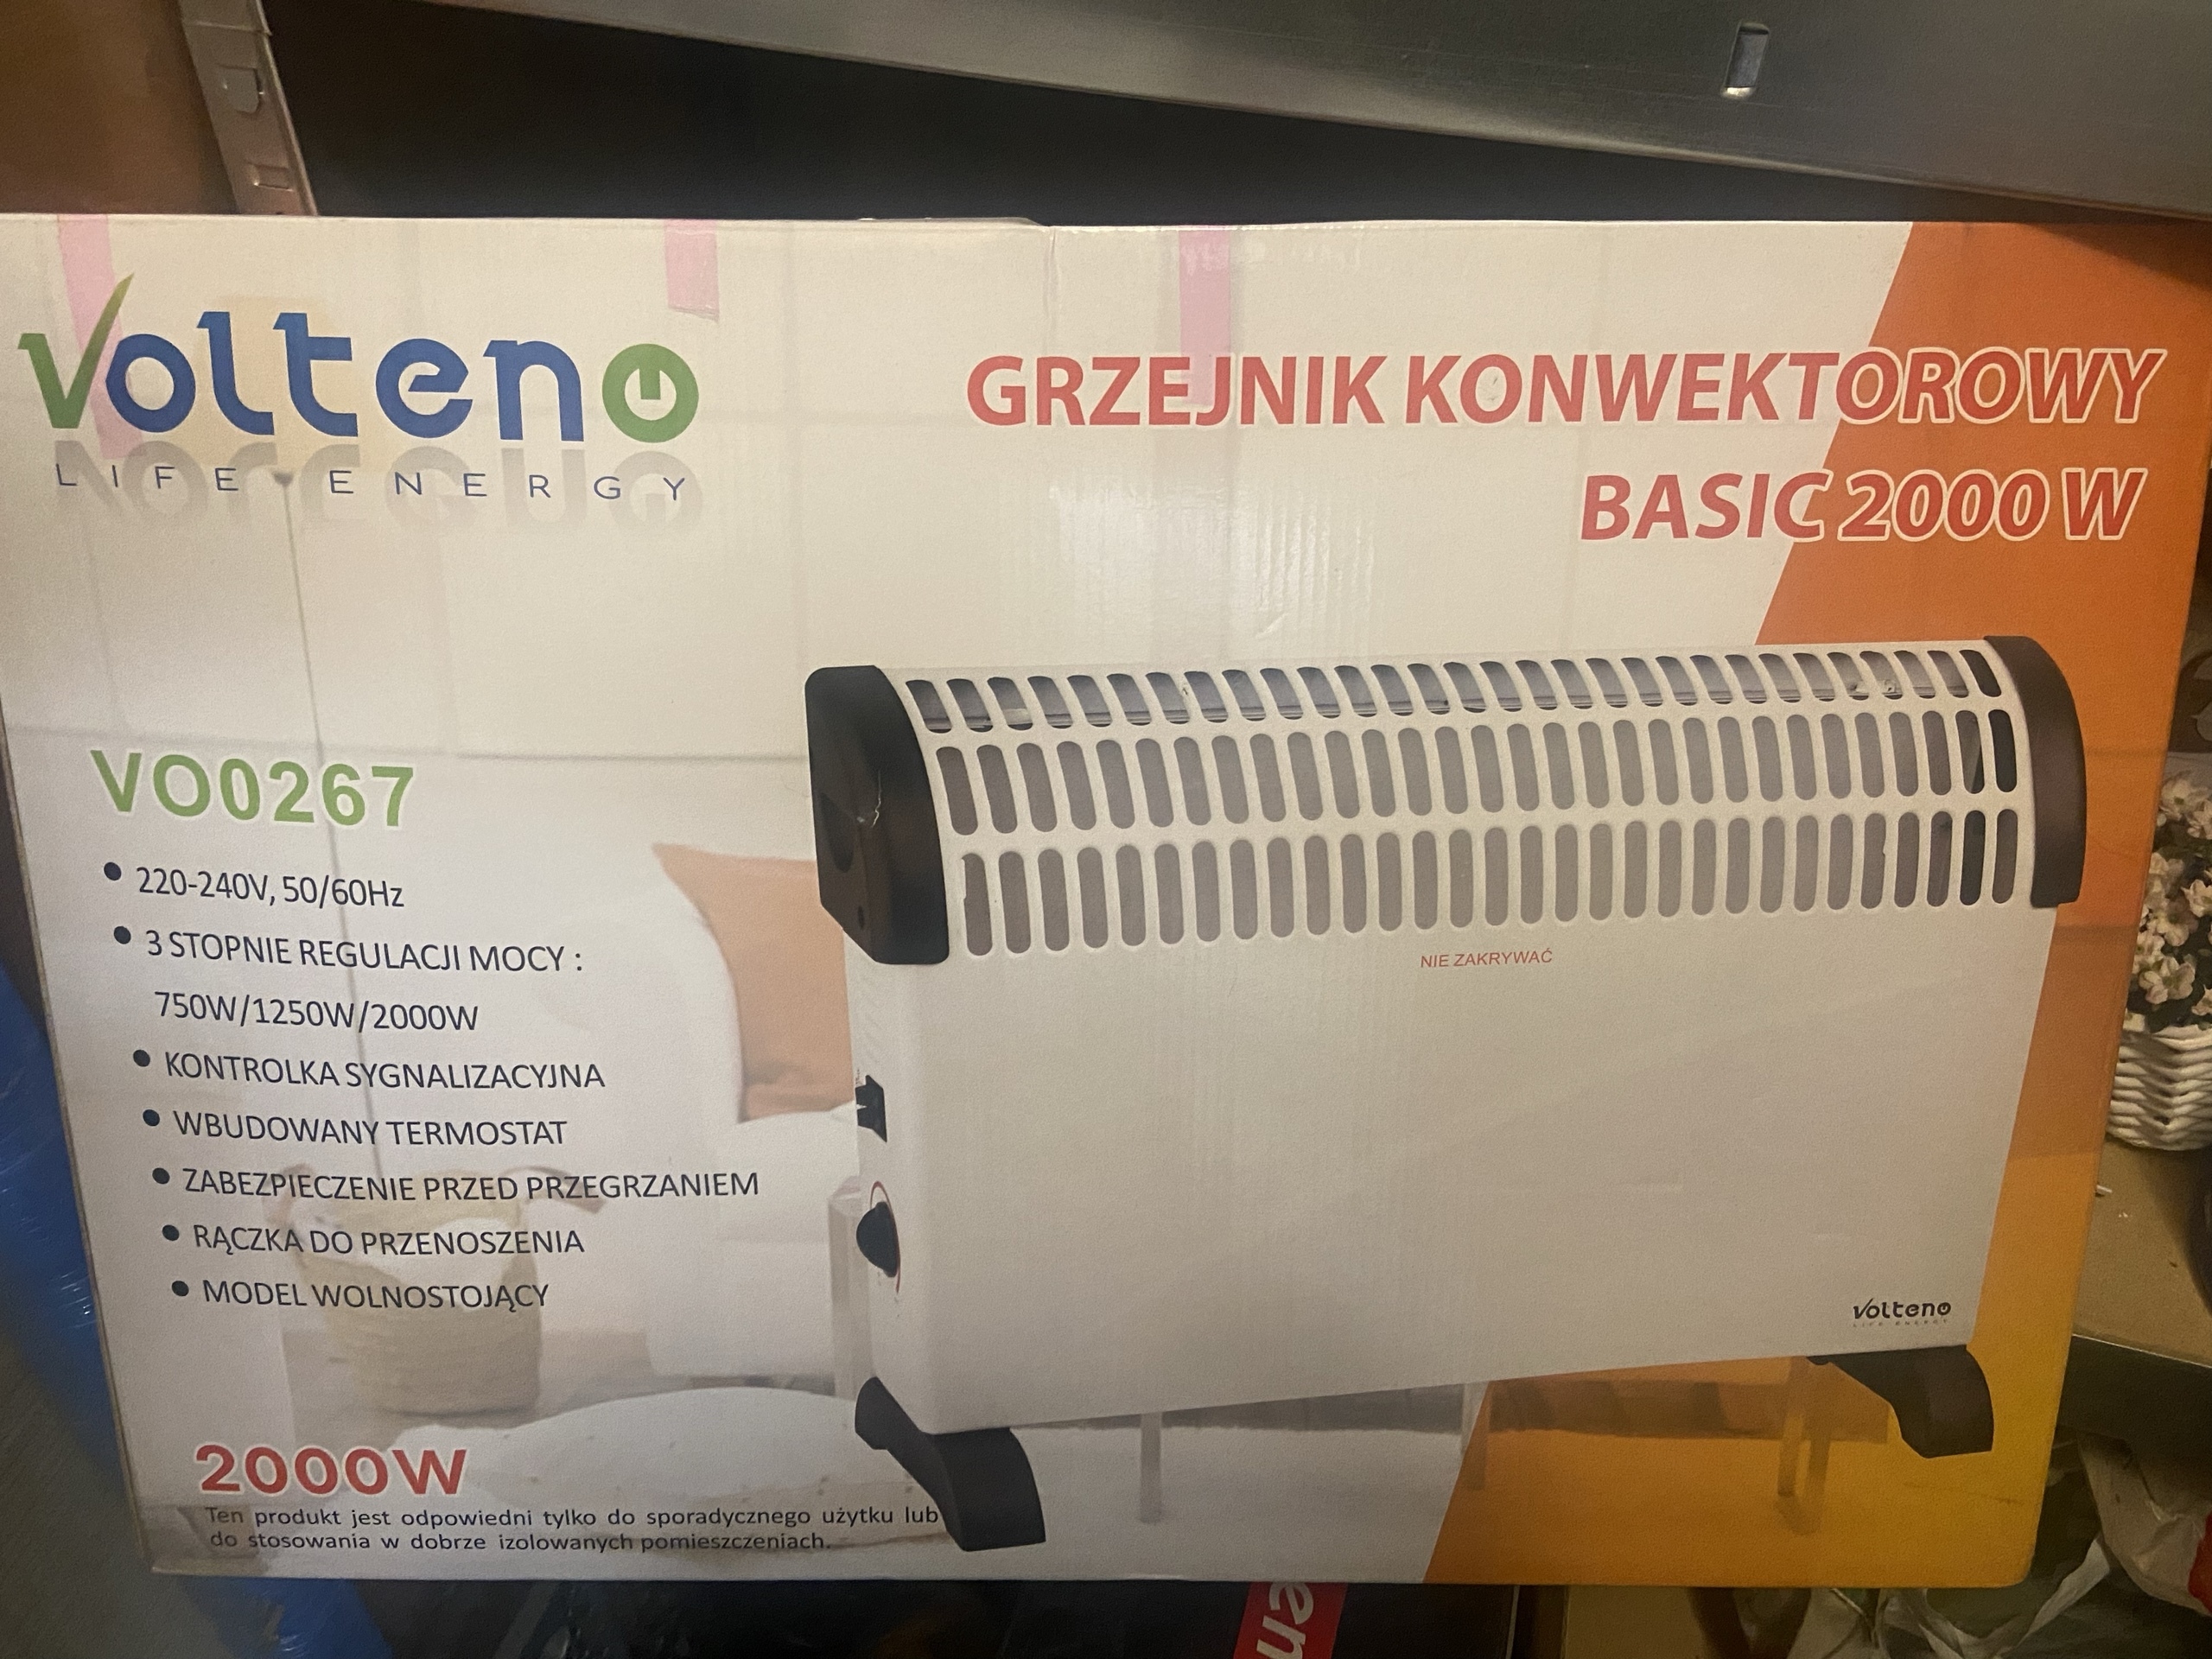 Volteno
LIFE ENERGY
GRZEJNIK KONWEKTOROWY
BASIC 2000 W
VO0267
• 220-240V, 50/60Hz
• 3 STOPNIE REGULACJI MOCY :
750W/1250W/2000W
• KONTROLKA SYGNALIZACYJNA
• WBUDOWANY TERMOSTAT
• ZABEZPIECZENIE PRZED PRZEGRZANIEM
• RĄCZKA DO PRZENOSZENIA
• MODEL WOLNOSTOJĄCY
NIE ZAKRYWAĆ
Volteno
LIFE ENERGY
2000W
Ten produkt jest odpowiedni tylko do sporadycznego użytku lub
do stosowania w dobrze izolowanych pomieszczeniach.